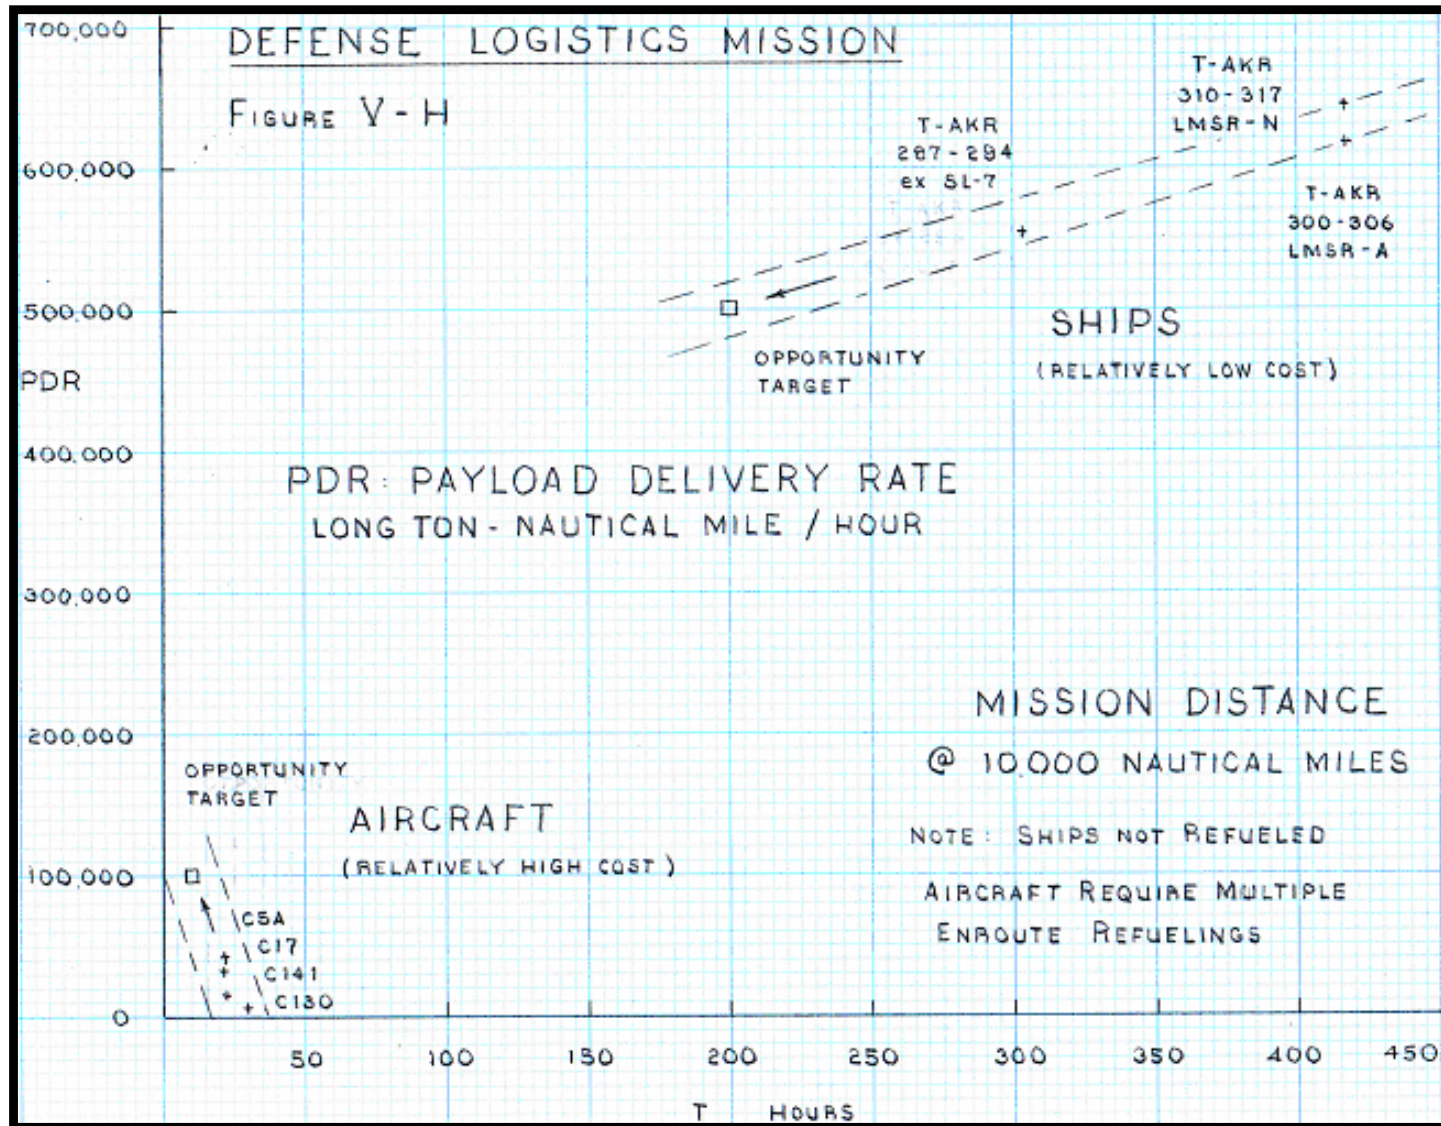 DEFENSE LOGISTICS MISSION
FIGURE V - H
700,000
600,000
500,000
PDR
400,000
300,000
200,000
100,000
0
T-AKR
310-317
LMSR-N
T-AKR
287-294
ex SL-7
T-AKR
300-306
LMSR-A
SHIPS
(RELATIVELY LOW COST)
OPPORTUNITY
TARGET
PDR: PAYLOAD DELIVERY RATE
LONG TON - NAUTICAL MILE / HOUR
MISSION DISTANCE
@ 10,000 NAUTICAL MILES
NOTE: SHIPS NOT REFUELED
AIRCRAFT REQUIRE MULTIPLE
ENROUTE REFUELINGS
OPPORTUNITY
TARGET
AIRCRAFT
(RELATIVELY HIGH COST)
C5A
C17
C141
C130
50 100 150 200 250 300 350 400 450
T HOURS